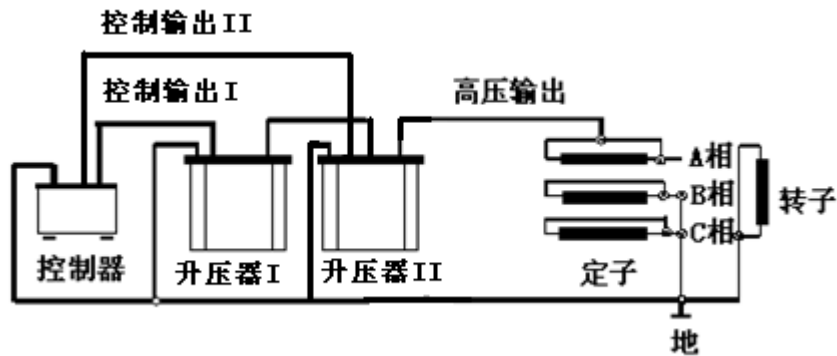 控制输出II
控制输出I
高压输出
A相
B相
转子
C相
控制器
升压器I
升压器II
定子
地